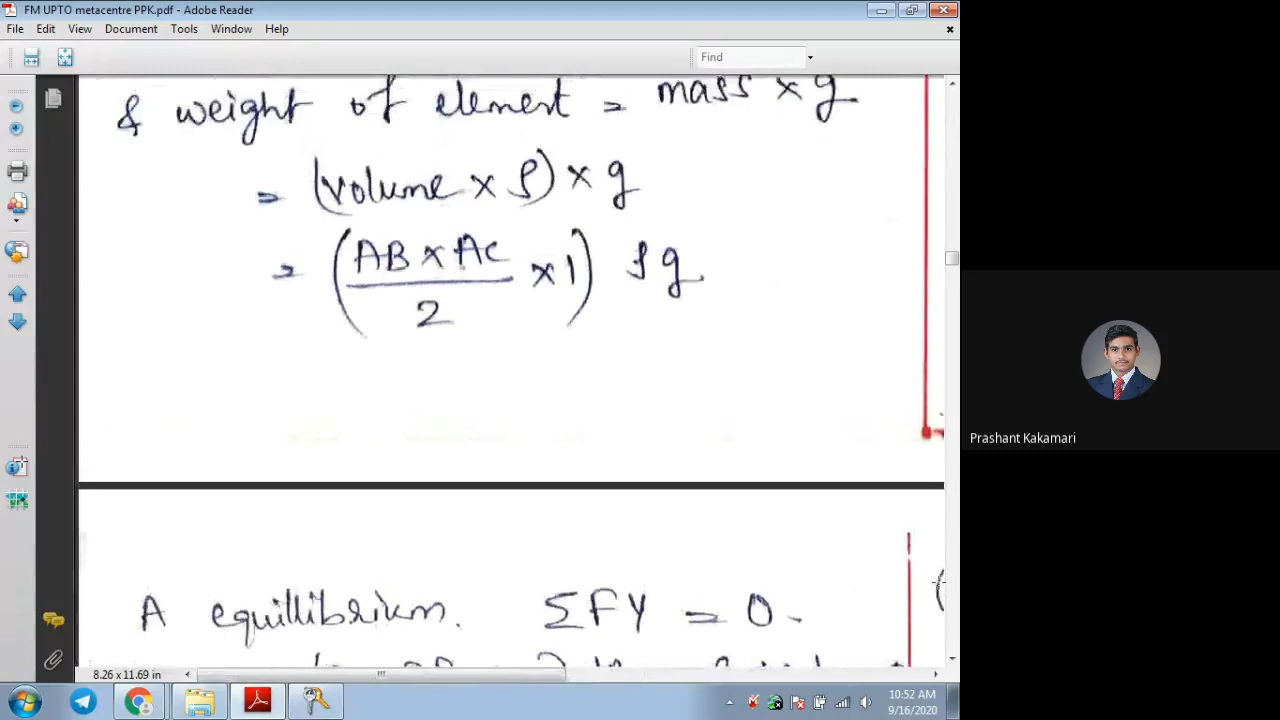 FM UPTO metacentre PPK.pdf - Adobe Reader
File Edit View Document Tools Window Help
Find
& weight of element = mass × g
= (volume × ρ) × g
= (AB × AC / 2 × 1) ρ g
A equillibrium. ΣFY = 0.
8.26 x 11.69 in
Prashant Kakamari
10:52 AM
9/16/2020